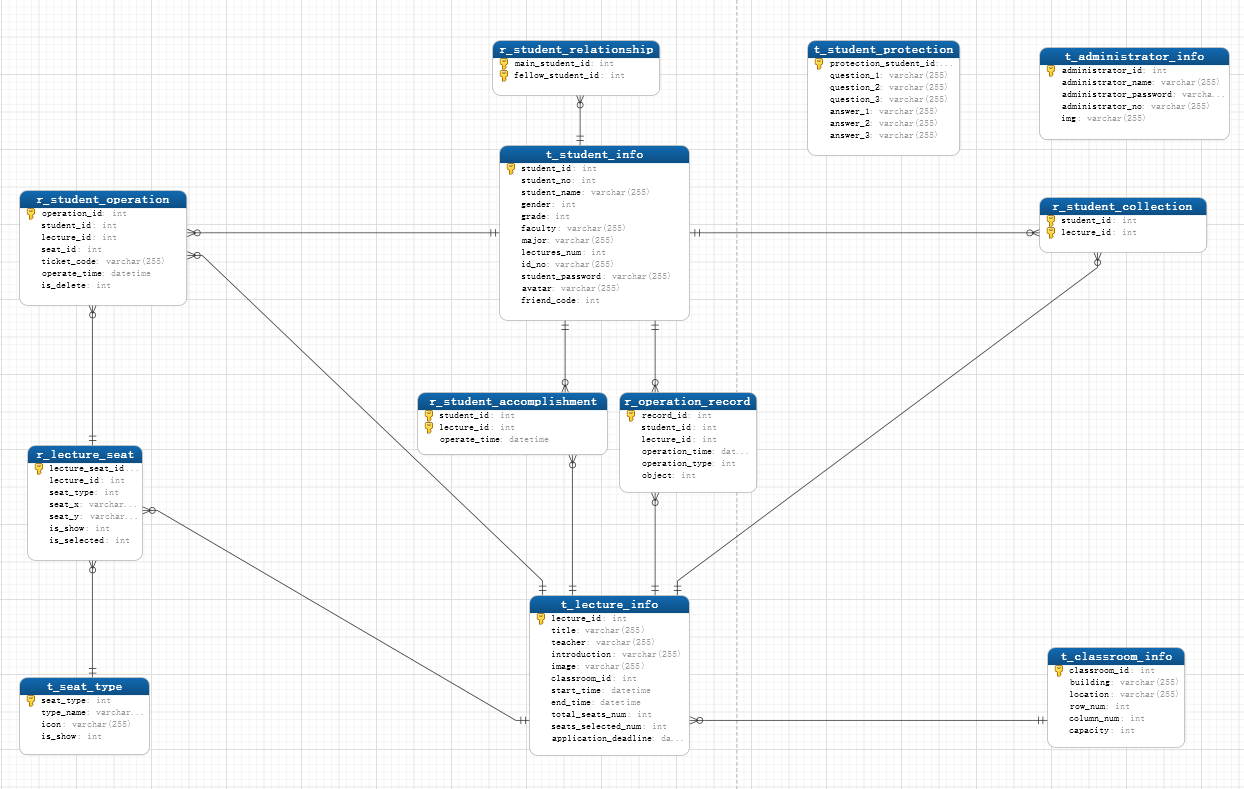 r_student_relationship
main_student_id: int
fellow_student_id: int
t_student_protection
protection_student_id:...
question_1: varchar(255)
question_2: varchar(255)
question_3: varchar(255)
answer_1: varchar(255)
answer_2: varchar(255)
answer_3: varchar(255)
t_administrator_info
administrator_id: int
administrator_name: varchar(255)
administrator_password: varcha...
administrator_no: varchar(255)
img: varchar(255)
t_student_info
student_id: int
student_no: int
student_name: varchar(255)
gender: int
grade: int
faculty: varchar(255)
major: varchar(255)
lectures_num: int
id_no: varchar(255)
student_password: varchar(255)
avatar: varchar(255)
friend_code: int
r_student_operation
operation_id: int
student_id: int
lecture_id: int
seat_id: int
ticket_code: varchar(255)
operate_time: datetime
is_delete: int
r_student_collection
student_id: int
lecture_id: int
r_student_accomplishment
student_id: int
lecture_id: int
operate_time: datetime
r_operation_record
record_id: int
student_id: int
lecture_id: int
operation_time: dat...
operation_type: int
object: int
r_lecture_seat
lecture_seat_id...
lecture_id: int
seat_type: int
seat_x: varchar...
seat_y: varchar...
is_show: int
is_selected: int
t_lecture_info
lecture_id: int
title: varchar(255)
teacher: varchar(255)
introduction: varchar(255)
image: varchar(255)
classroom_id: int
start_time: datetime
end_time: datetime
total_seats_num: int
seats_selected_num: int
application_deadline: da...
t_classroom_info
classroom_id: int
building: varchar(255)
location: varchar(255)
row_num: int
column_num: int
capacity: int
t_seat_type
seat_type: int
type_name: varchar...
icon: varchar(255)
is_show: int